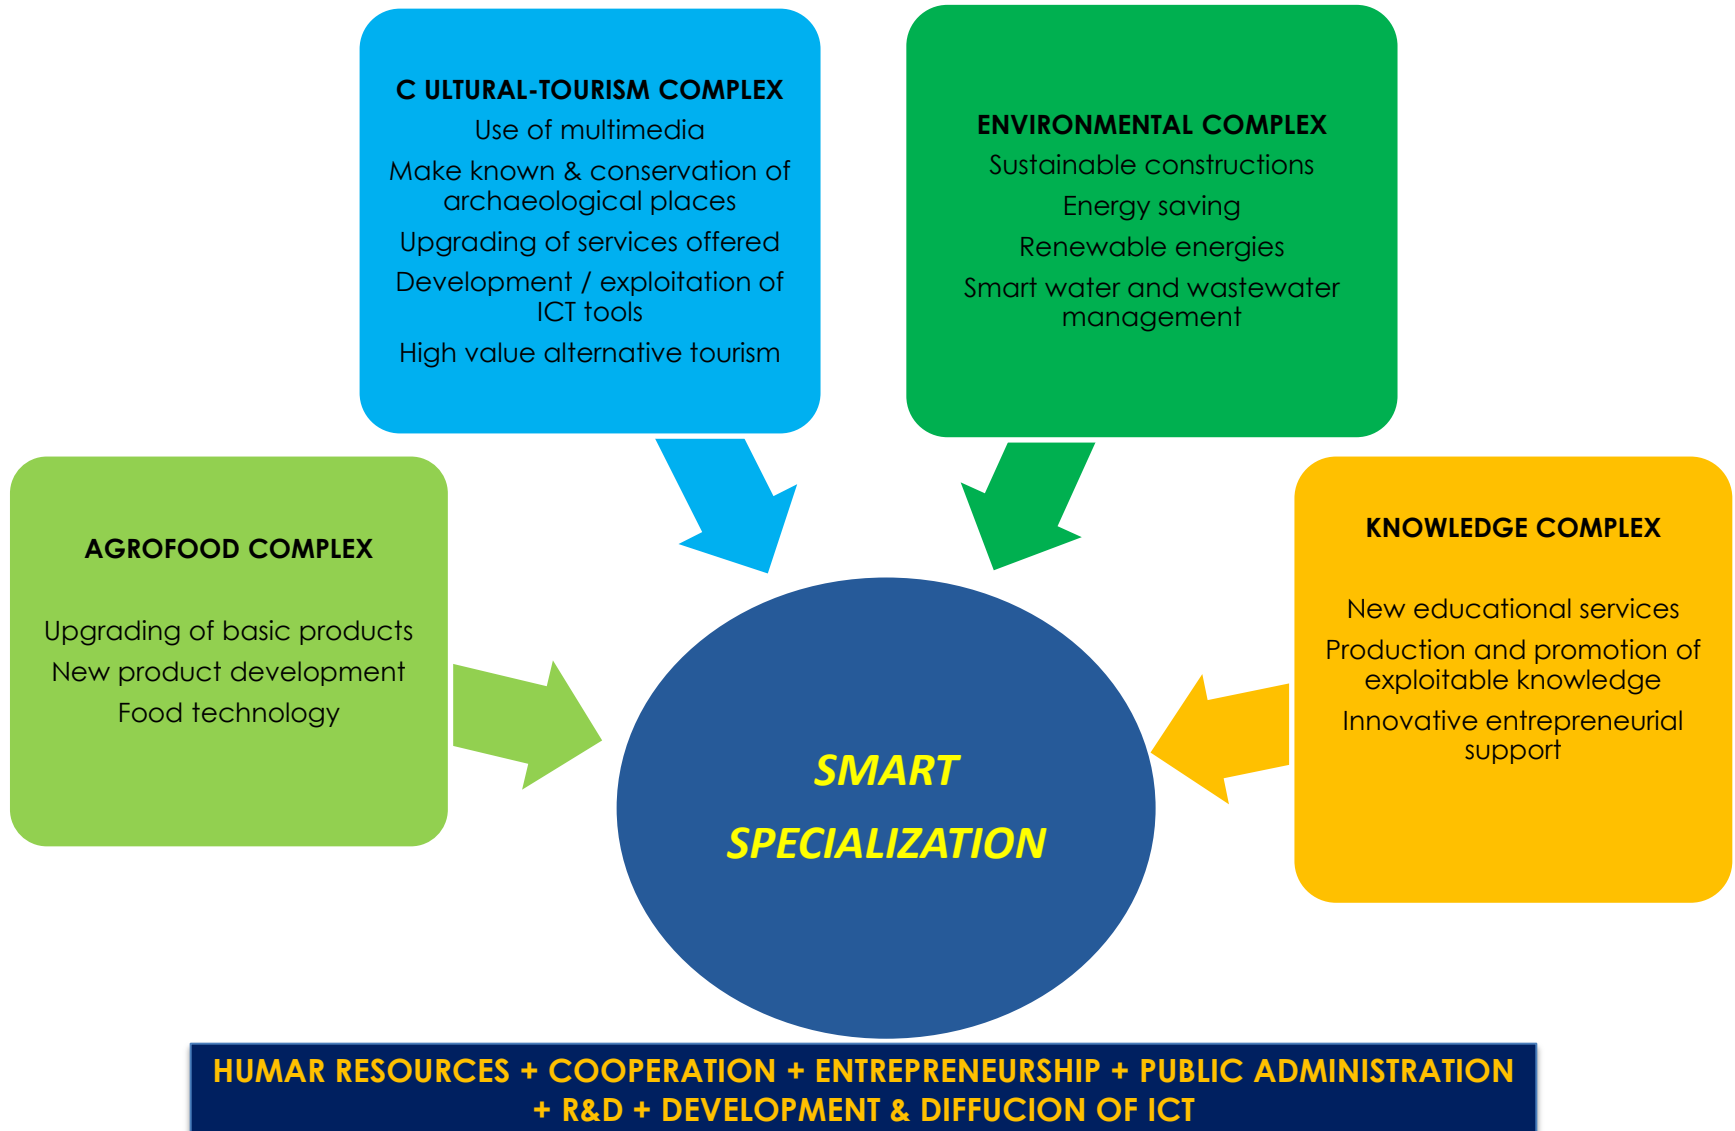 C ULTURAL-TOURISM COMPLEX
Use of multimedia
Make known & conservation of
archaeological places
Upgrading of services offered
Development / exploitation of
ICT tools
High value alternative tourism
ENVIRONMENTAL COMPLEX
Sustainable constructions
Energy saving
Renewable energies
Smart water and wastewater
management
AGROFOOD COMPLEX
Upgrading of basic products
New product development
Food technology
KNOWLEDGE COMPLEX
New educational services
Production and promotion of
exploitable knowledge
Innovative entrepreneurial
support
SMART
SPECIALIZATION
HUMAR RESOURCES + COOPERATION + ENTREPRENEURSHIP + PUBLIC ADMINISTRATION
+ R&D + DEVELOPMENT & DIFFUCION OF ICT